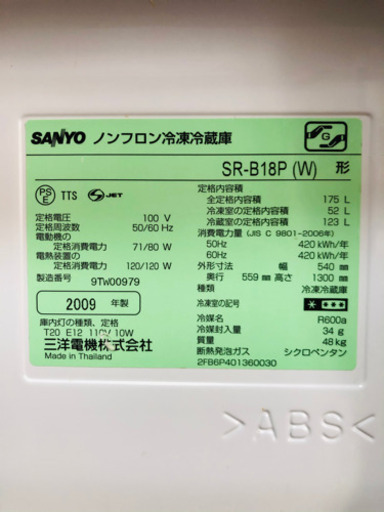 SANYO ノンフロン冷凍冷蔵庫
SR-B18P (W) 形
G
PS E TTS S-JET
定格電圧 100 V
定格周波数 50/60 Hz
電動機の
定格消費電力 71/80 W
電熱装置の
定格消費電力 120/120 W
製造番号 9TW00979
2009 年製
庫内灯の種類、定格
T20 E12 110V 10W
三洋電機株式会社
Made in Thailand
定格内容積
全定格内容積 175 L
冷凍室の定格内容積 52 L
冷蔵室の定格内容積 123 L
消費電力量 (JIS C 9801-2006年)
50Hz 420 kWh/年
60Hz 420 kWh/年
外形寸法 幅 540 mm
奥行 559 mm 高さ 1300 mm
冷凍室の記号
冷媒名 R600a
冷媒封入量 34 g
質量 48 kg
断熱発泡ガス シクロペンタン
2FB6P401360030
>ABS<